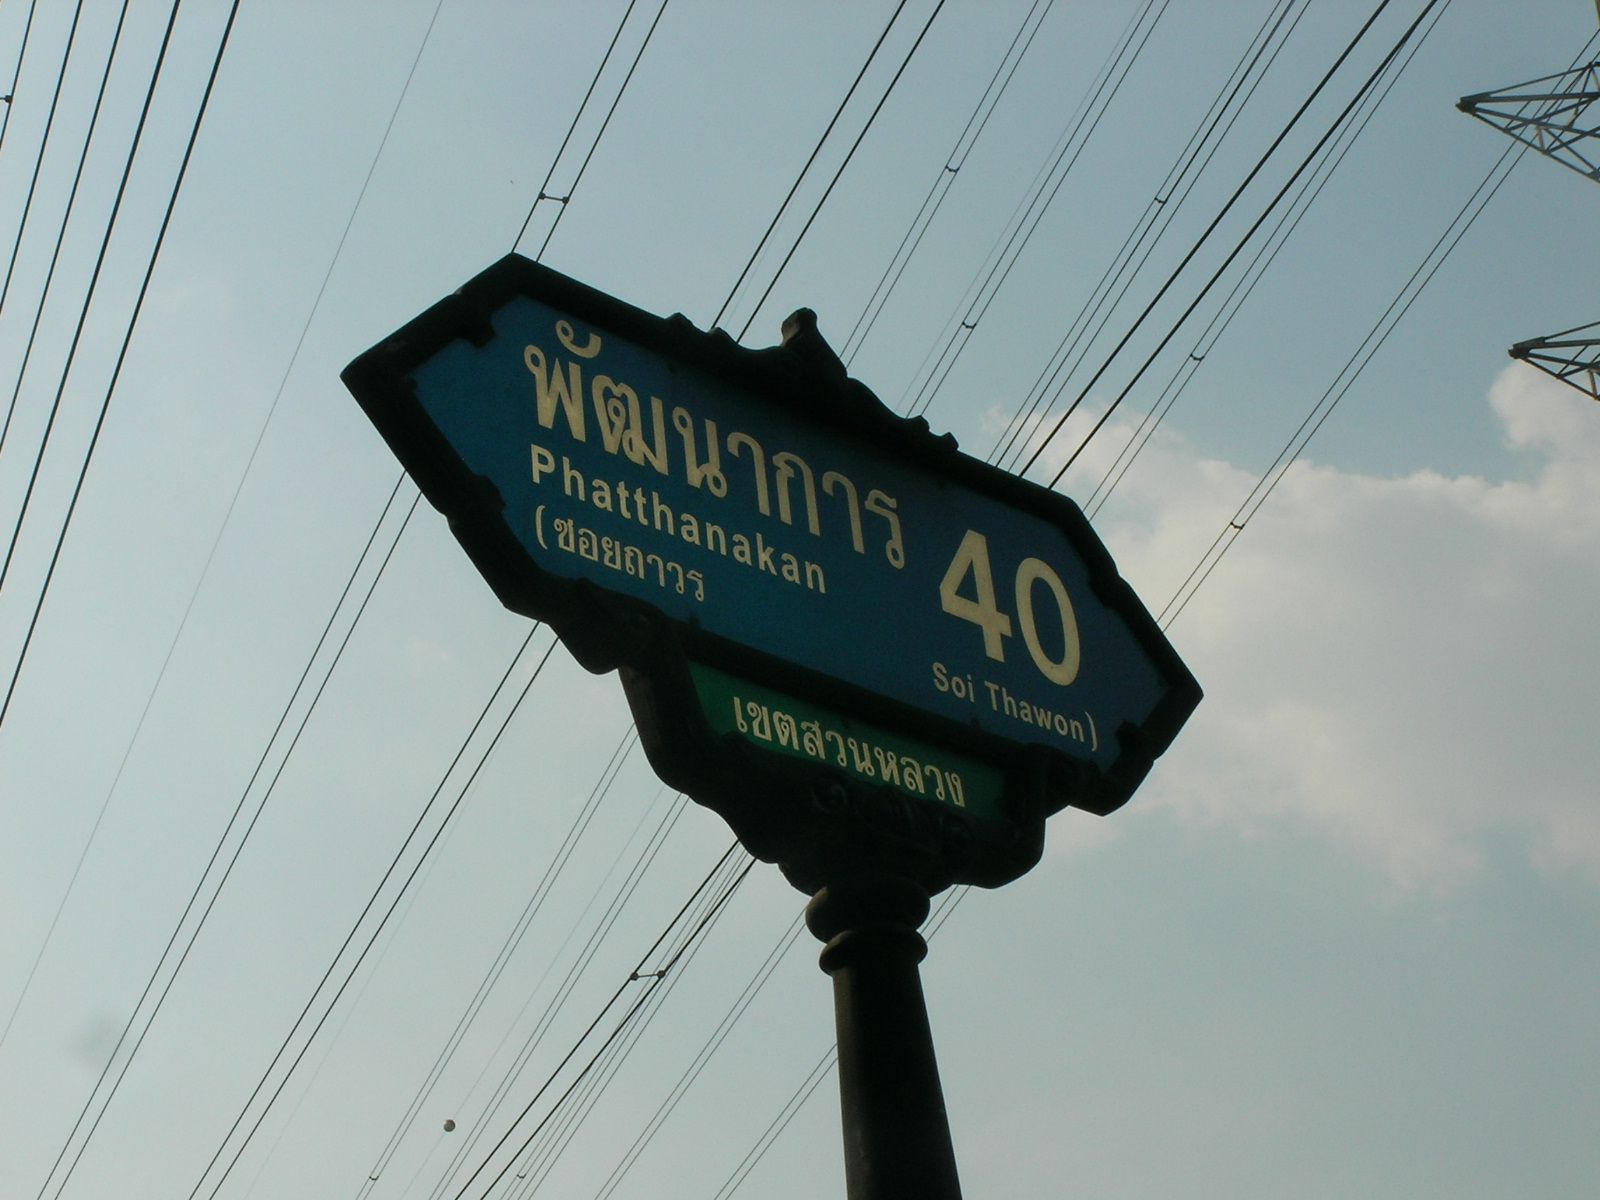 พัฒนาการ 40
Phatthanakan
(ซอยถาวร Soi Thawon)
เขตสวนหลวง